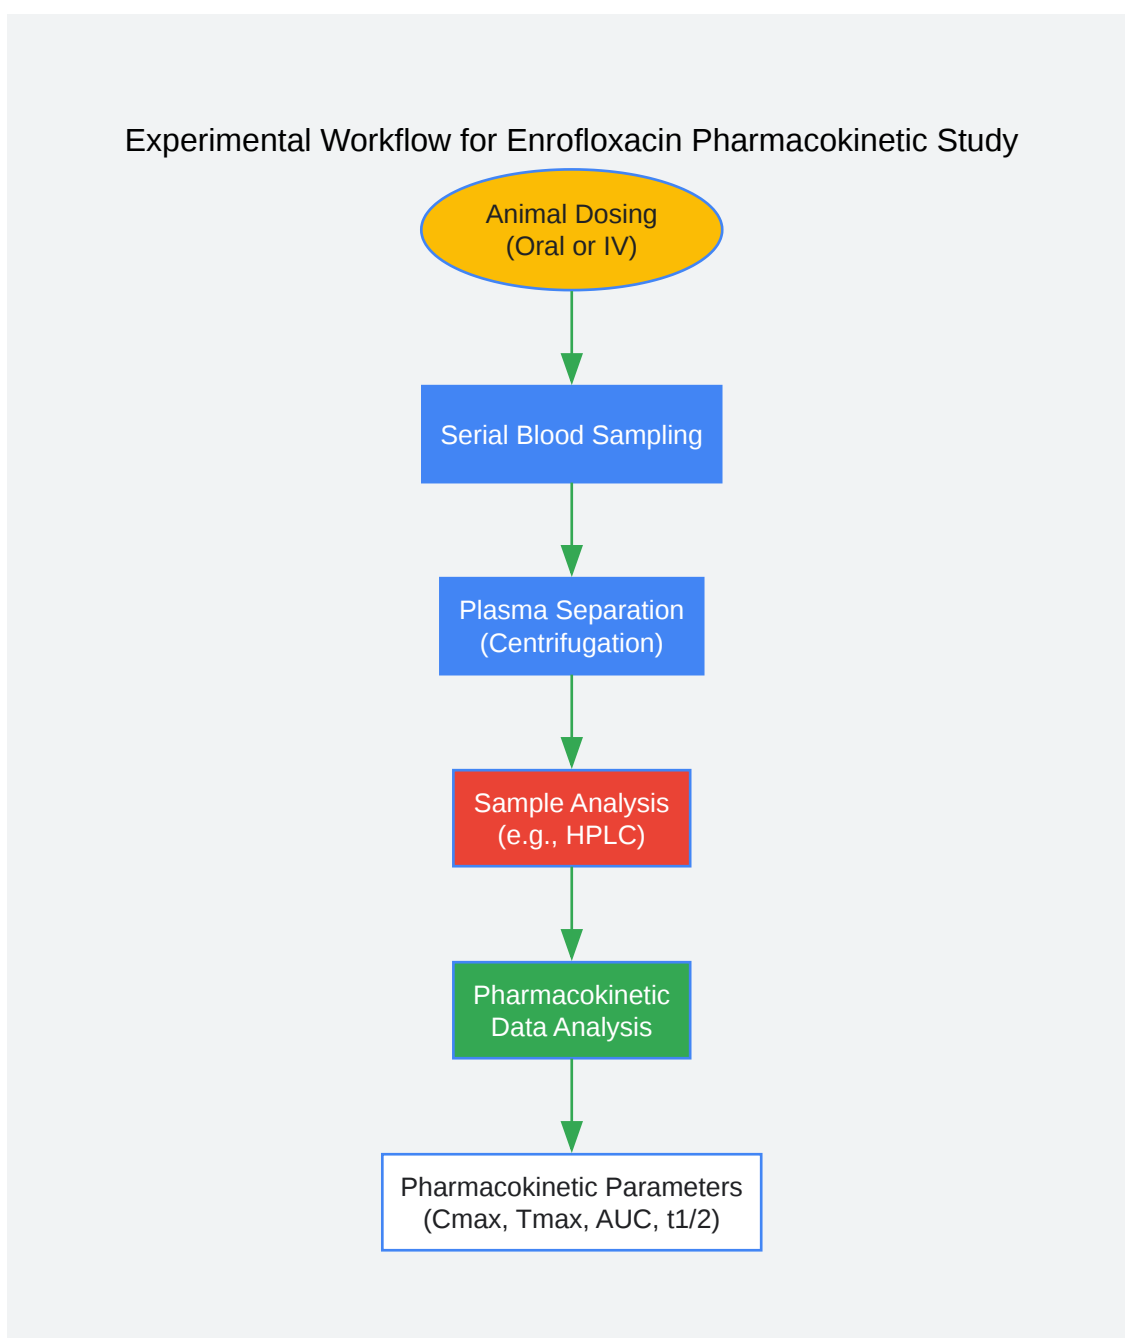 Experimental Workflow for Enrofloxacin Pharmacokinetic Study
Animal Dosing
(Oral or IV)
Serial Blood Sampling
Plasma Separation
(Centrifugation)
Sample Analysis
(e.g., HPLC)
Pharmacokinetic
Data Analysis
Pharmacokinetic Parameters
(Cmax, Tmax, AUC, t1/2)